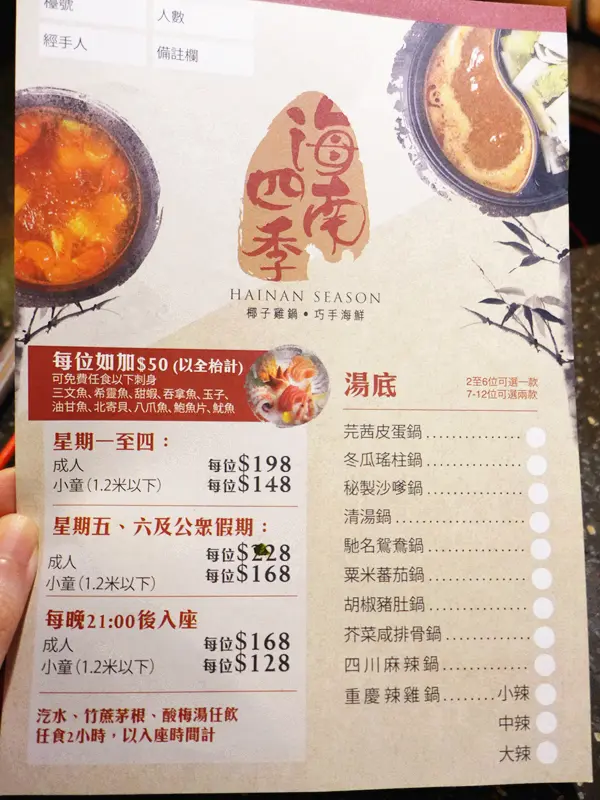 檯號
人數
經手人
備註欄
海南四季
HAINAN SEASON
椰子雞鍋•巧手海鮮
每位如加$50 (以全枱計)
可免費任食以下刺身
三文魚、希靈魚、甜蝦、吞拿魚、玉子、
油甘魚、北寄貝、八爪魚、鮑魚片、魷魚
星期一至四：
成人 每位$198
小童 (1.2米以下) 每位$148
星期五、六及公眾假期：
成人 每位$228
小童 (1.2米以下) 每位$168
每晚21:00後入座
成人 每位$168
小童 (1.2米以下) 每位$128
汽水、竹蔗茅根、酸梅湯任飲
任食2小時，以入座時間計
湯底
2至6位可選一款
7-12位可選兩款
芫茜皮蛋鍋
冬瓜瑤柱鍋
秘製沙嗲鍋
清湯鍋
馳名鴛鴦鍋
粟米蕃茄鍋
胡椒豬肚鍋
芥菜咸排骨鍋
四川麻辣鍋
重慶辣雞鍋........小辣
中辣
大辣